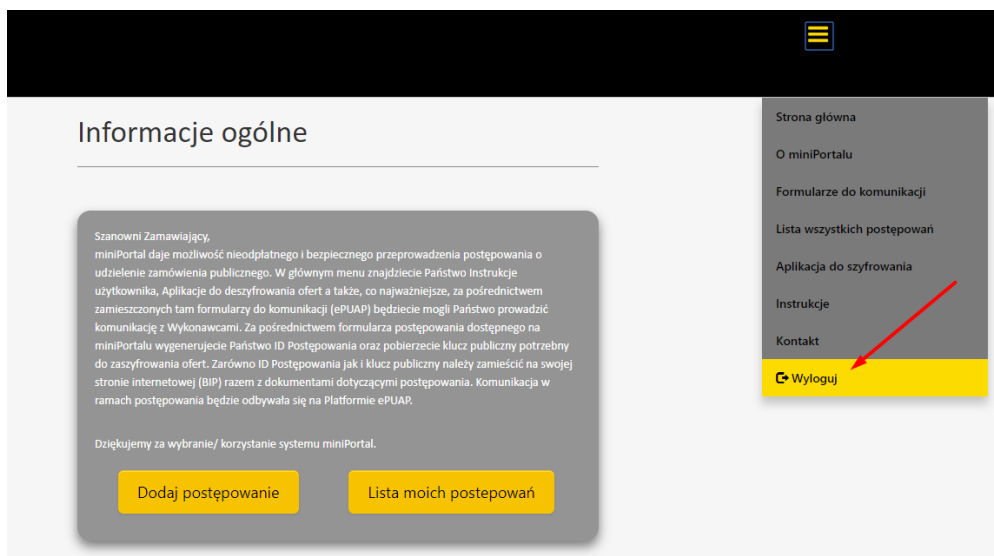 Informacje ogólne
Szanowni Zamawiający,
miniPortal daje możliwość nieodpłatnego i bezpiecznego przeprowadzenia postępowania o
udzielenie zamówienia publicznego. W głównym menu znajdziecie Państwo Instrukcje
użytkownika, Aplikacje do deszyfrowania ofert a także, co najważniejsze, za pośrednictwem
zamieszczonych tam formularzy do komunikacji (ePUAP) będziecie mogli Państwo prowadzić
komunikację z Wykonawcami. Za pośrednictwem formularza postępowania dostępnego na
miniPortalu wygenerujecie Państwo ID Postępowania oraz pobierzecie klucz publiczny potrzebny
do zaszyfrowania ofert. Zarówno ID Postępowania jak i klucz publiczny należy zamieścić na swojej
stronie internetowej (BIP) razem z dokumentami dotyczącymi postępowania. Komunikacja w
ramach postępowania będzie odbywała się na Platformie ePUAP.
Dziękujemy za wybranie/ korzystanie systemu miniPortal.
Dodaj postępowanie
Lista moich postepowań
Strona główna
O miniPortalu
Formularze do komunikacji
Lista wszystkich postępowań
Aplikacja do szyfrowania
Instrukcje
Kontakt
Wyloguj